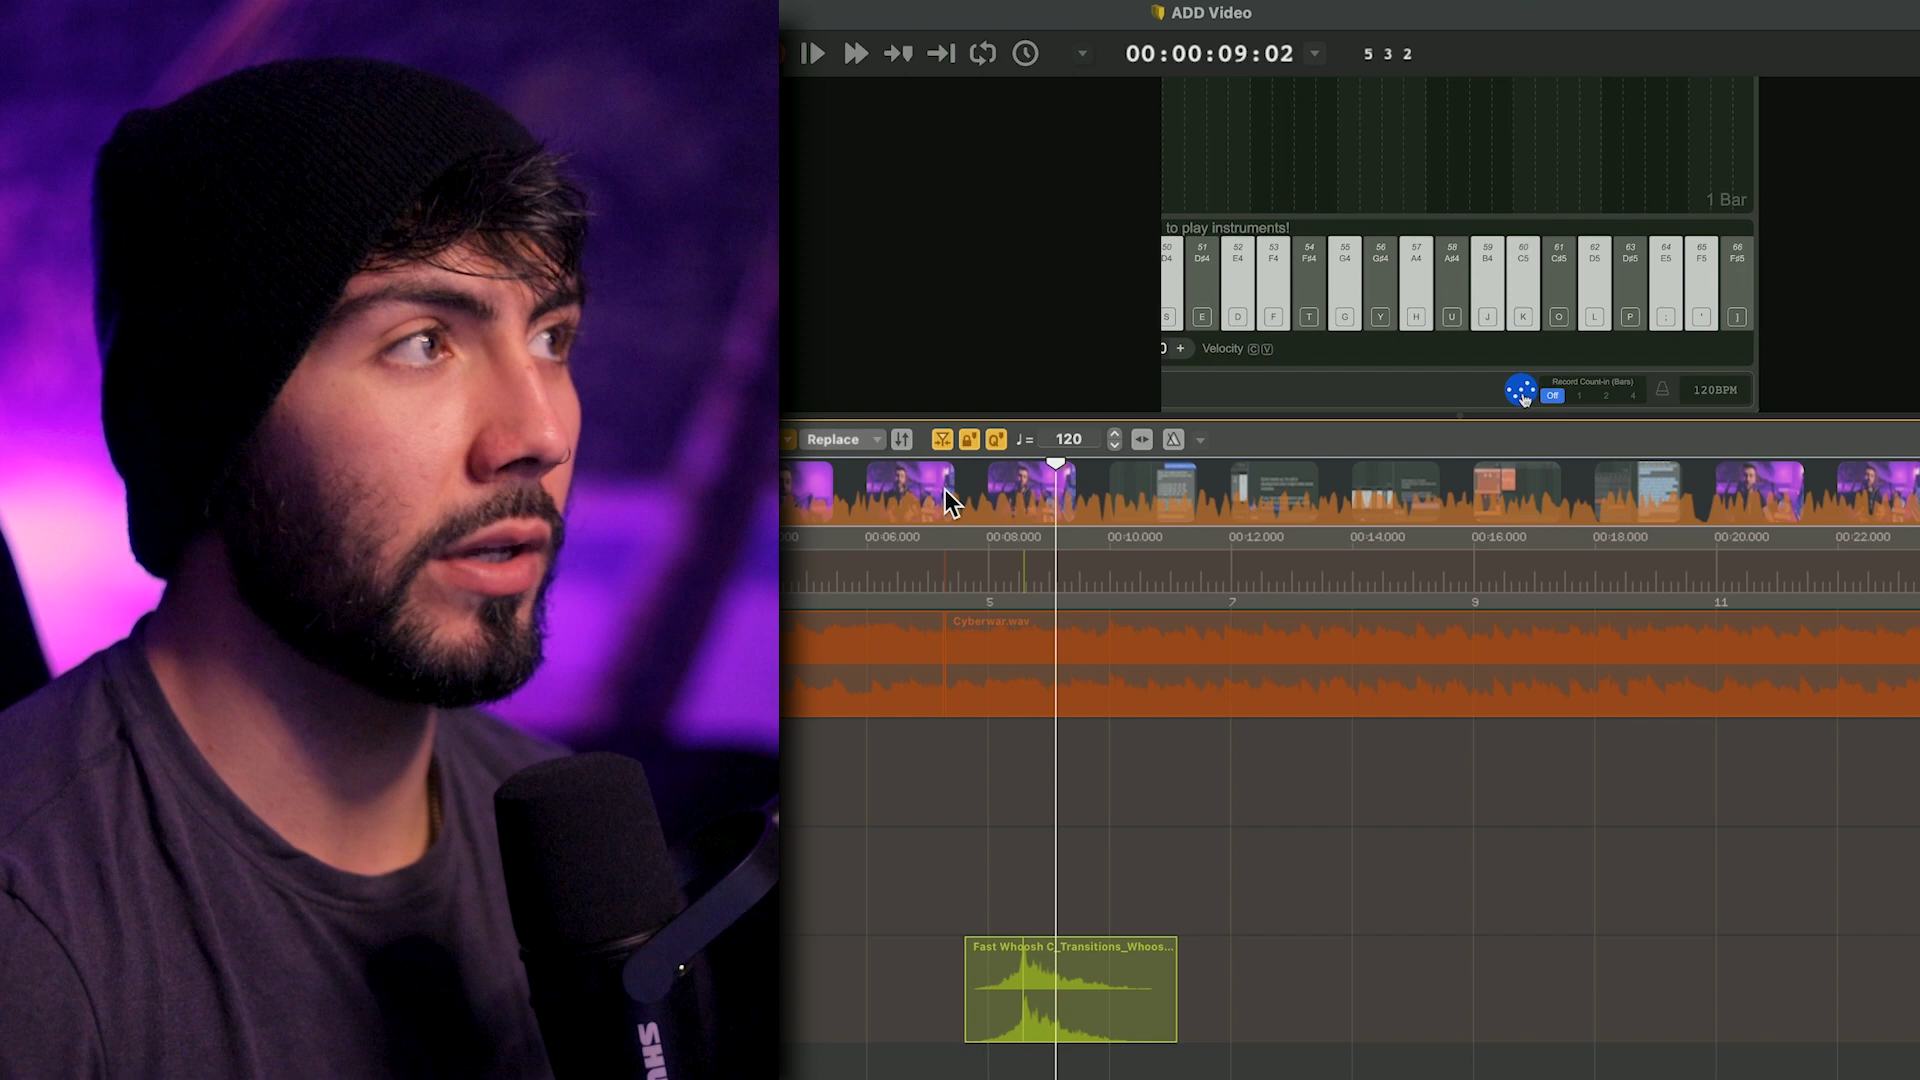 ADD Video
00:00:09:02
5 3 2
1 Bar
to play instruments!
50 51 52 53 54 55 56 57 58 59 60 61 62 63 64 65 66
D4 D#4 E4 F4 F#4 G4 G#4 A4 A#4 B4 C5 C#5 D5 D#5 E5 F5 F#5
S E D F T G Y H U J K O L P ; ' ]
0 + Velocity C V
Record Count-in (Bars)
Off 1 2 4
120BPM
Replace
♩= 120
000 00:06.000 00:08.000 00:10.000 00:12.000 00:14.000 00:16.000 00:18.000 00:20.000 00:22.000
5 7 9 11
Cyberwar.wav
Fast Whoosh C_Transitions_Whoos...
SHU